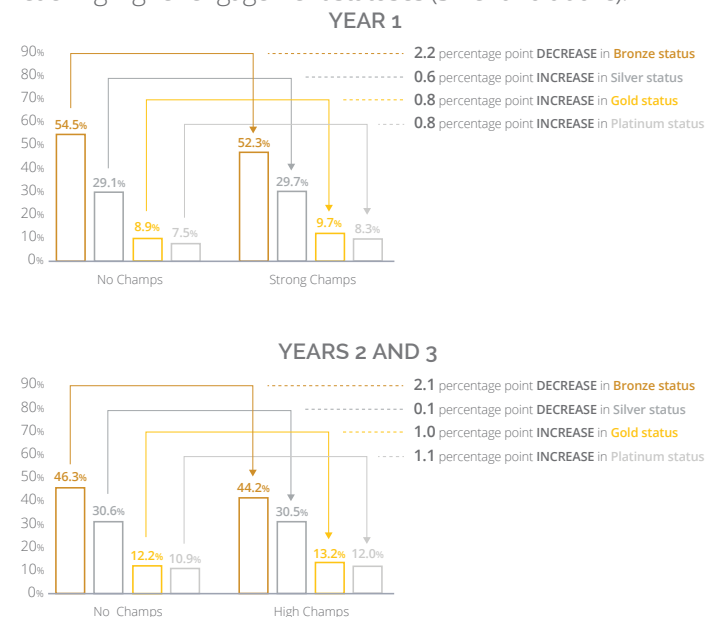 YEAR 1
90%
80%
70%
60%
50%
40%
30%
20%
10%
0%
2.2 percentage point DECREASE in Bronze status
0.6 percentage point INCREASE in Silver status
0.8 percentage point INCREASE in Gold status
0.8 percentage point INCREASE in Platinum status
54.5%
29.1%
8.9%
7.5%
52.3%
29.7%
9.7%
8.3%
No Champs
Strong Champs
YEARS 2 AND 3
90%
80%
70%
60%
50%
40%
30%
20%
10%
0%
2.1 percentage point DECREASE in Bronze status
0.1 percentage point DECREASE in Silver status
1.0 percentage point INCREASE in Gold status
1.1 percentage point INCREASE in Platinum status
46.3%
30.6%
12.2%
10.9%
44.2%
30.5%
13.2%
12.0%
No Champs
High Champs